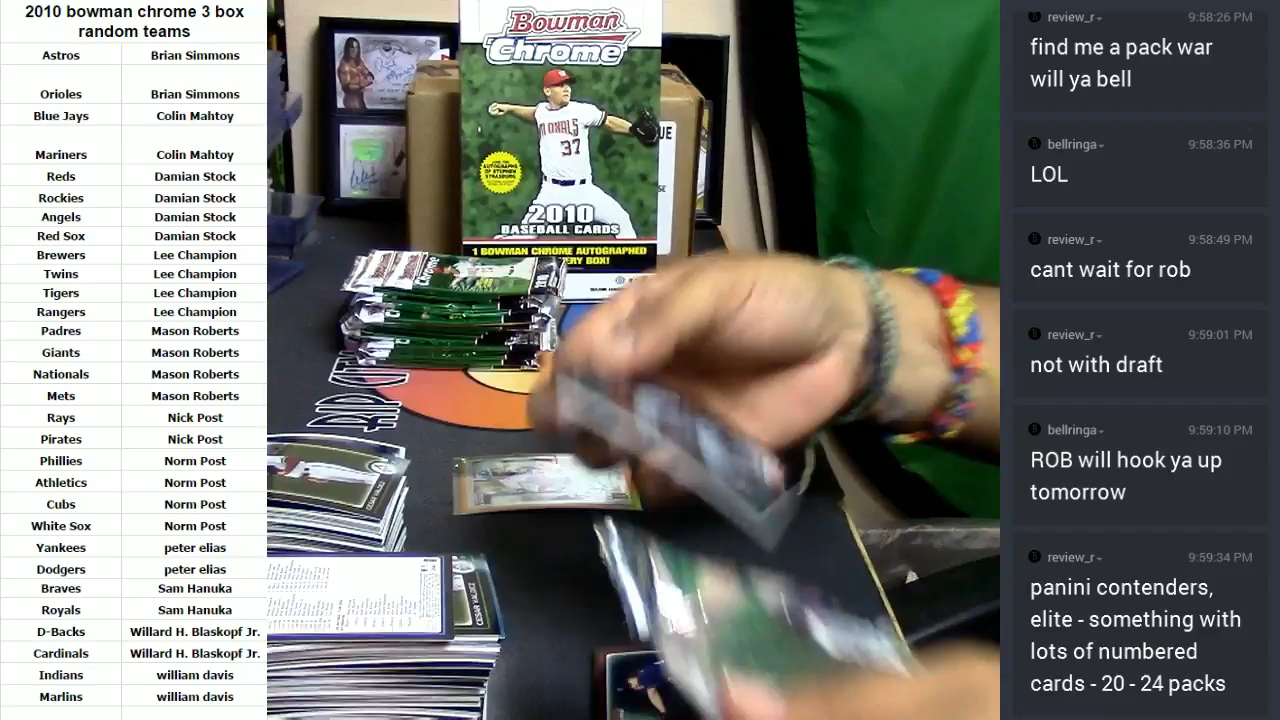 2010 bowman chrome 3 box
random teams
Astros Brian Simmons
Orioles Brian Simmons
Blue Jays Colin Mahtoy
Mariners Colin Mahtoy
Reds Damian Stock
Rockies Damian Stock
Angels Damian Stock
Red Sox Damian Stock
Brewers Lee Champion
Twins Lee Champion
Tigers Lee Champion
Rangers Lee Champion
Padres Mason Roberts
Giants Mason Roberts
Nationals Mason Roberts
Mets Mason Roberts
Rays Nick Post
Pirates Nick Post
Phillies Norm Post
Athletics Norm Post
Cubs Norm Post
White Sox Norm Post
Yankees peter elias
Dodgers peter elias
Braves Sam Hanuka
Royals Sam Hanuka
D-Backs Willard H. Blaskopf Jr.
Cardinals Willard H. Blaskopf Jr.
Indians william davis
Marlins william davis
Bowman
Chrome
37
2010
BASEBALL CARDS
1 BOWMAN CHROME AUTOGRAPHED
BOX!
RIP CITY
CESAR VALDEZ
CESAR VALDEZ
review_r 9:58:26 PM
find me a pack war
will ya bell
bellringa 9:58:36 PM
LOL
review_r 9:58:49 PM
cant wait for rob
review_r 9:59:01 PM
not with draft
bellringa 9:59:10 PM
ROB will hook ya up
tomorrow
review_r 9:59:34 PM
panini contenders,
elite - something with
lots of numbered
cards - 20 - 24 packs